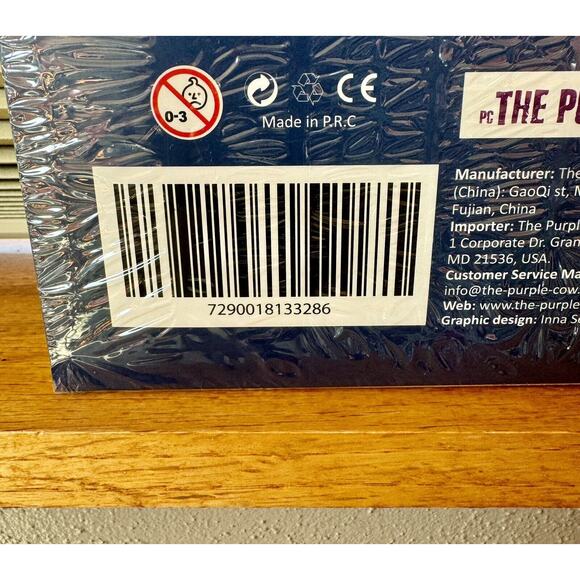 0-3
CE
Made in P.R.C
PC THE PU
7290018133286
Manufacturer: The
(China): GaoQi st,
Fujian, China
Importer: The Purpl
1 Corporate Dr. Gran
MD 21536, USA.
Customer Service Ma
info@the-purple-cow.
Web: www.the-purple
Graphic design: Inna Se